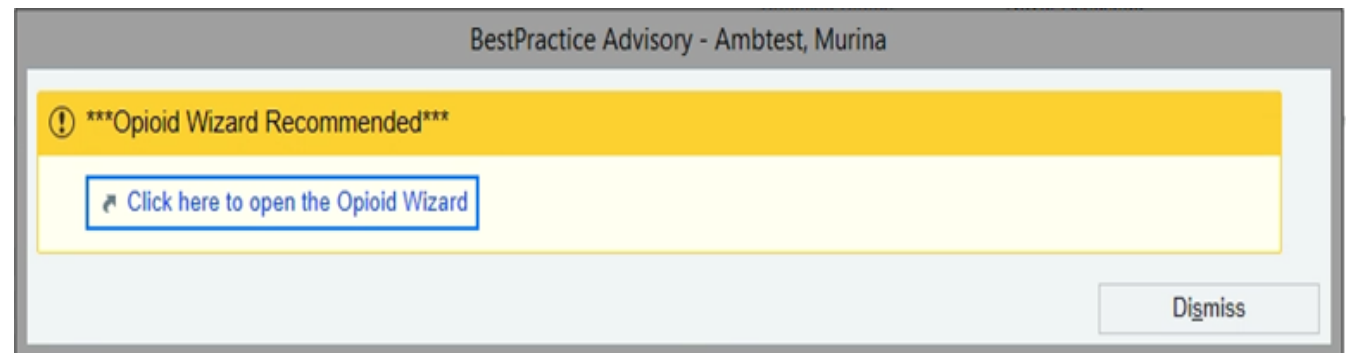 BestPractice Advisory - Ambtest, Murina
***Opioid Wizard Recommended***
Click here to open the Opioid Wizard
Dismiss